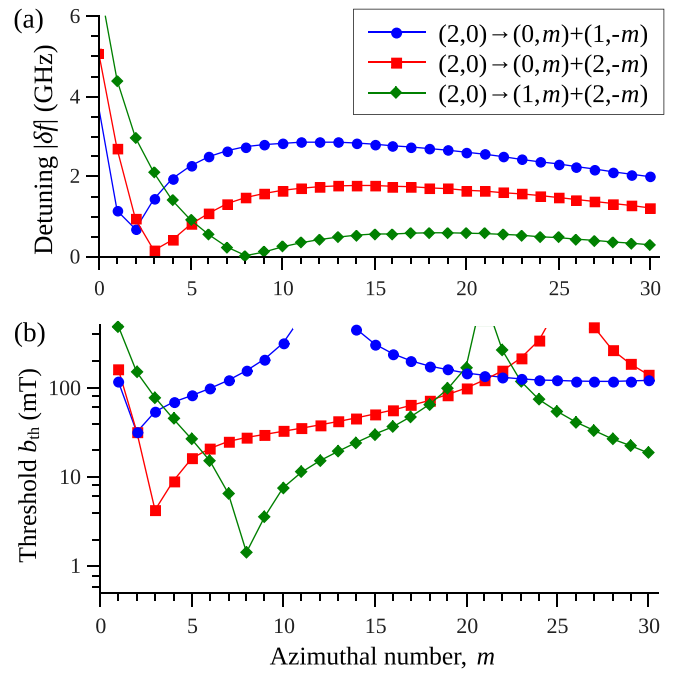 (a)
6
4
2
0
Detuning |δf| (GHz)
(2,0)→(0,m)+(1,-m)
(2,0)→(0,m)+(2,-m)
(2,0)→(1,m)+(2,-m)
0 5 10 15 20 25 30
(b)
100
10
1
Threshold bth (mT)
0 5 10 15 20 25 30
Azimuthal number, m